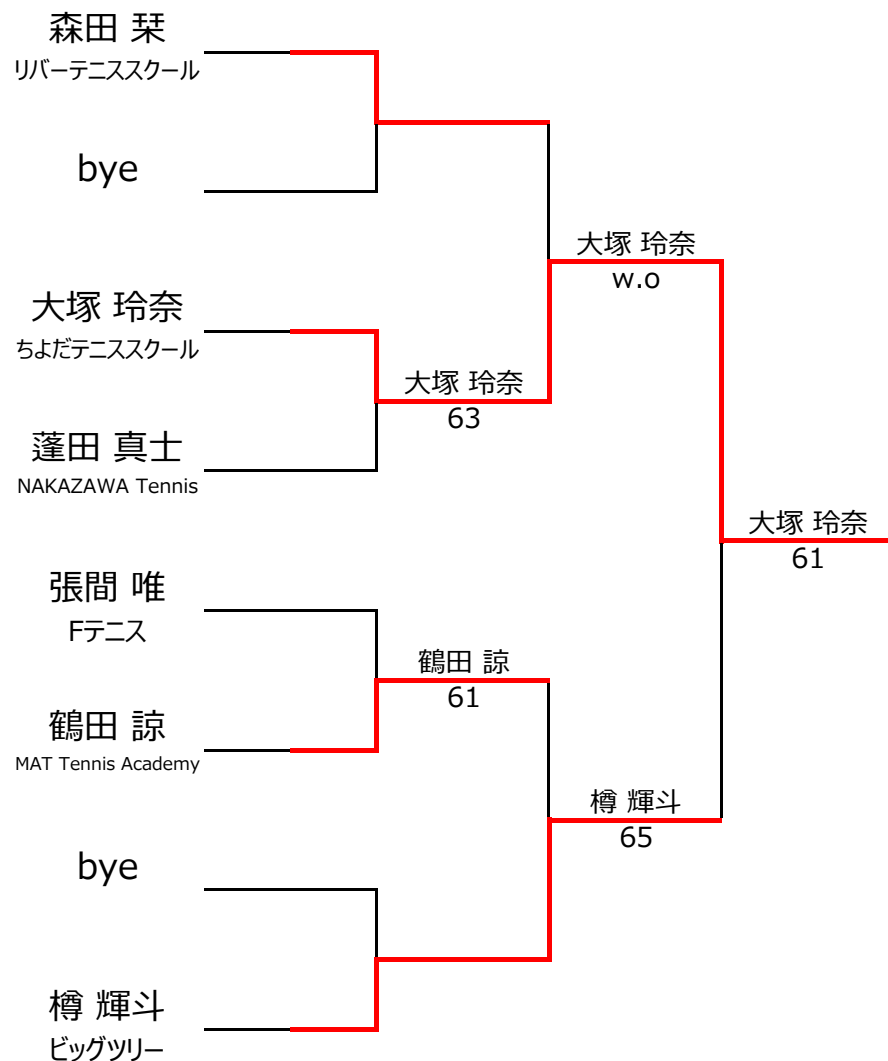 森田 栞
リバーテニススクール
bye
大塚 玲奈
ちよだテニススクール
蓬田 真士
NAKAZAWA Tennis
張間 唯
Fテニス
鶴田 諒
MAT Tennis Academy
bye
樽 輝斗
ビッグツリー
大塚 玲奈
63
鶴田 諒
61
大塚 玲奈
w.o
樽 輝斗
65
大塚 玲奈
61